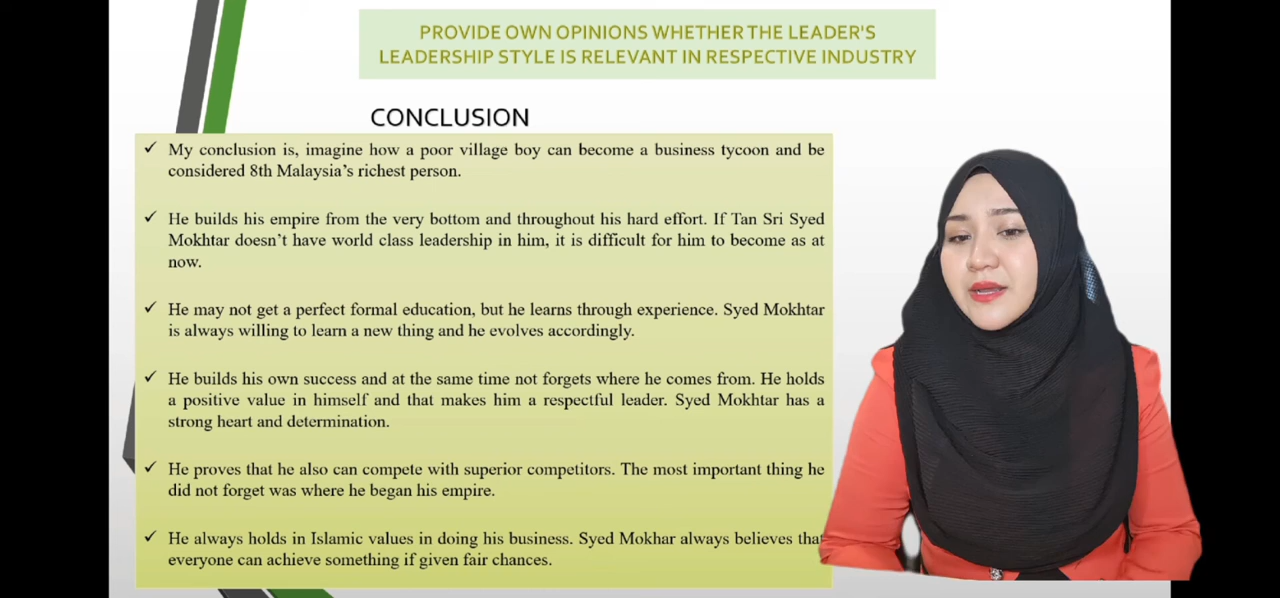 PROVIDE OWN OPINIONS WHETHER THE LEADER'S
LEADERSHIP STYLE IS RELEVANT IN RESPECTIVE INDUSTRY
CONCLUSION
✓ My conclusion is, imagine how a poor village boy can become a business tycoon and be
considered 8th Malaysia’s richest person.
✓ He builds his empire from the very bottom and throughout his hard effort. If Tan Sri Syed
Mokhtar doesn’t have world class leadership in him, it is difficult for him to become as at
now.
✓ He may not get a perfect formal education, but he learns through experience. Syed Mokhtar
is always willing to learn a new thing and he evolves accordingly.
✓ He builds his own success and at the same time not forgets where he comes from. He holds
a positive value in himself and that makes him a respectful leader. Syed Mokhtar has a
strong heart and determination.
✓ He proves that he also can compete with superior competitors. The most important thing he
did not forget was where he began his empire.
✓ He always holds in Islamic values in doing his business. Syed Mokhar always believes that
everyone can achieve something if given fair chances.